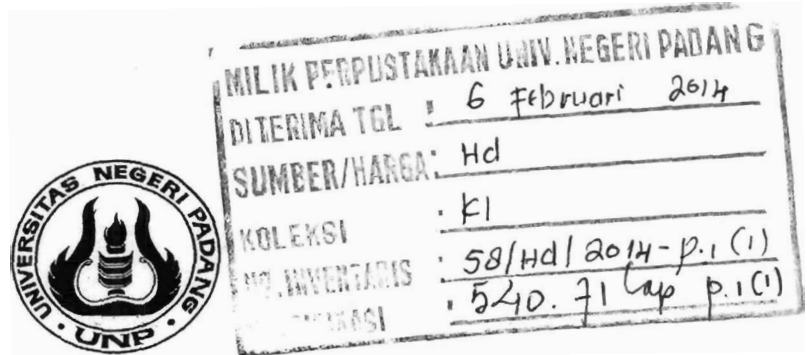 MILIK PERPUSTAKAAN UNIV. NEGERI PADANG
DITERIMA TGL : 6 Februari 2014
SUMBER/HARGA : Hd
KOLEKSI : KI
NO. INVENTARIS : 58/Hd/2014-p.1 (1)
: 540.71 Lap p.1 (1)
UNIVERSITAS NEGERI PADANG
UNP